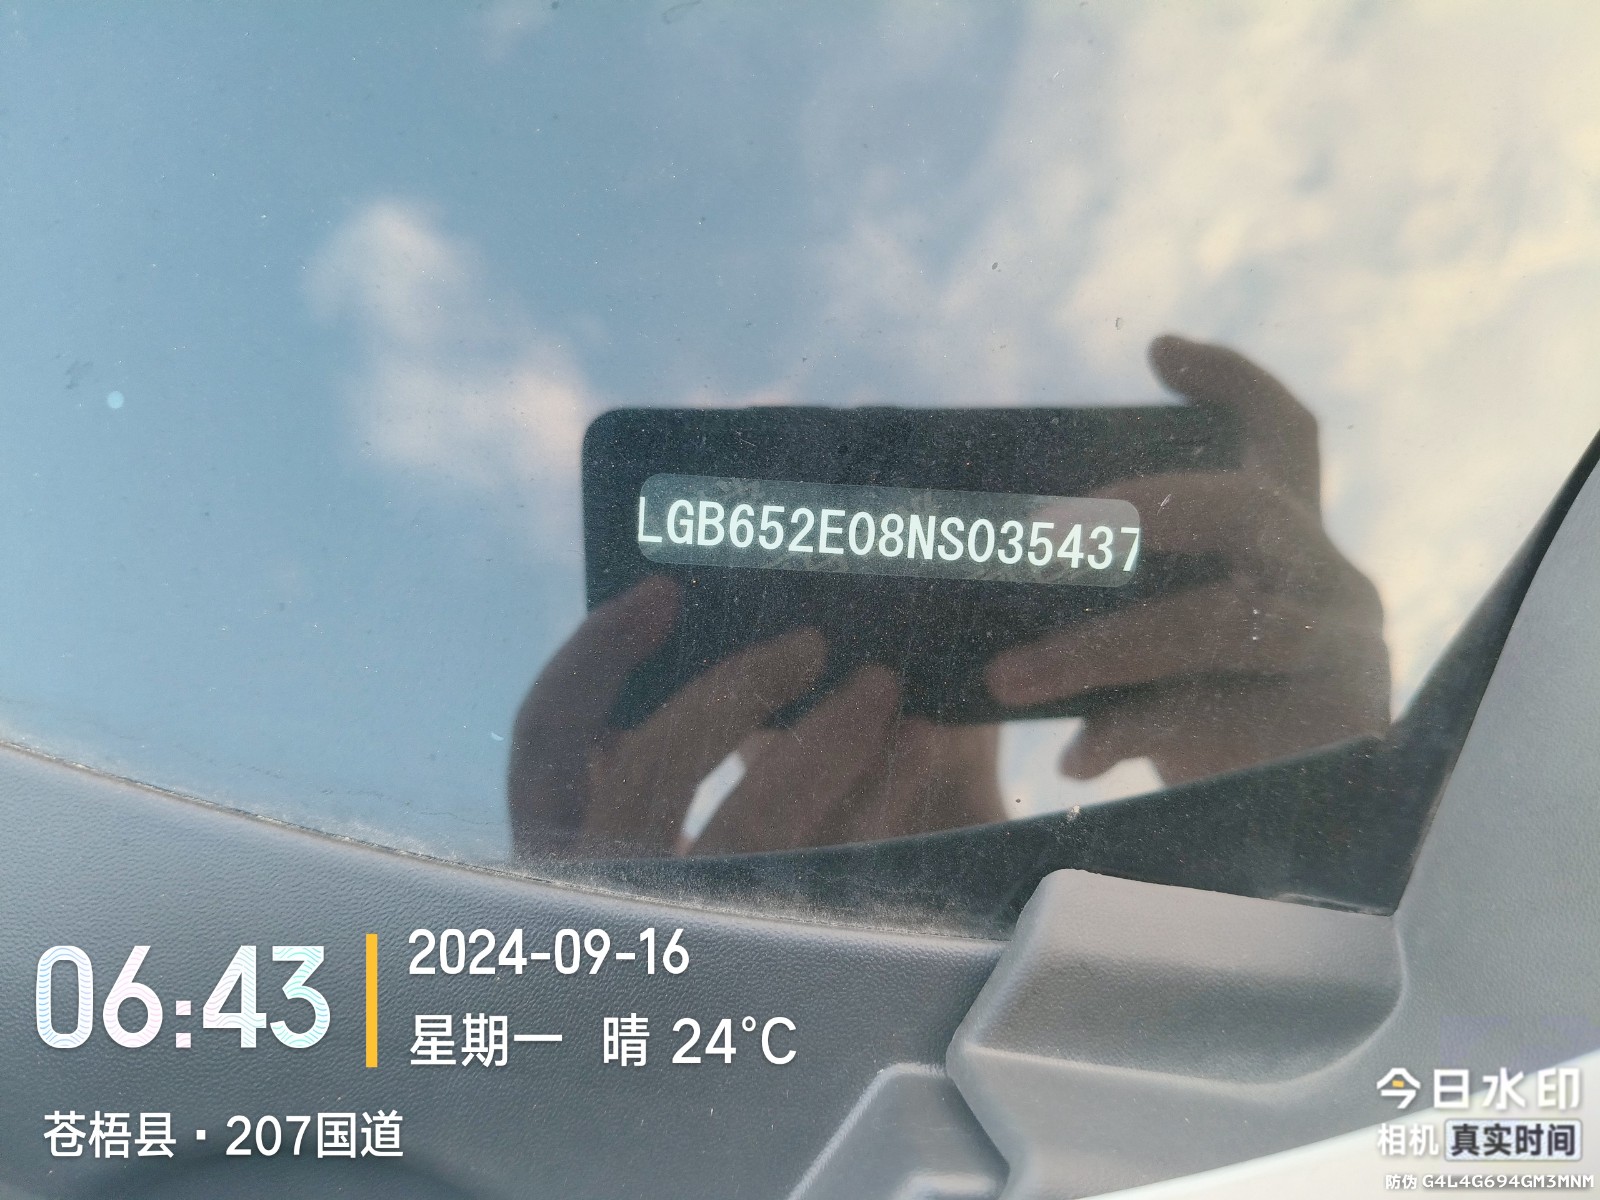 LGB652E08NS035437
06:43
2024-09-16
星期一 晴 24°C
苍梧县·207国道
今日水印
相机 真实时间
防伪 G4L4G694GM3MNM